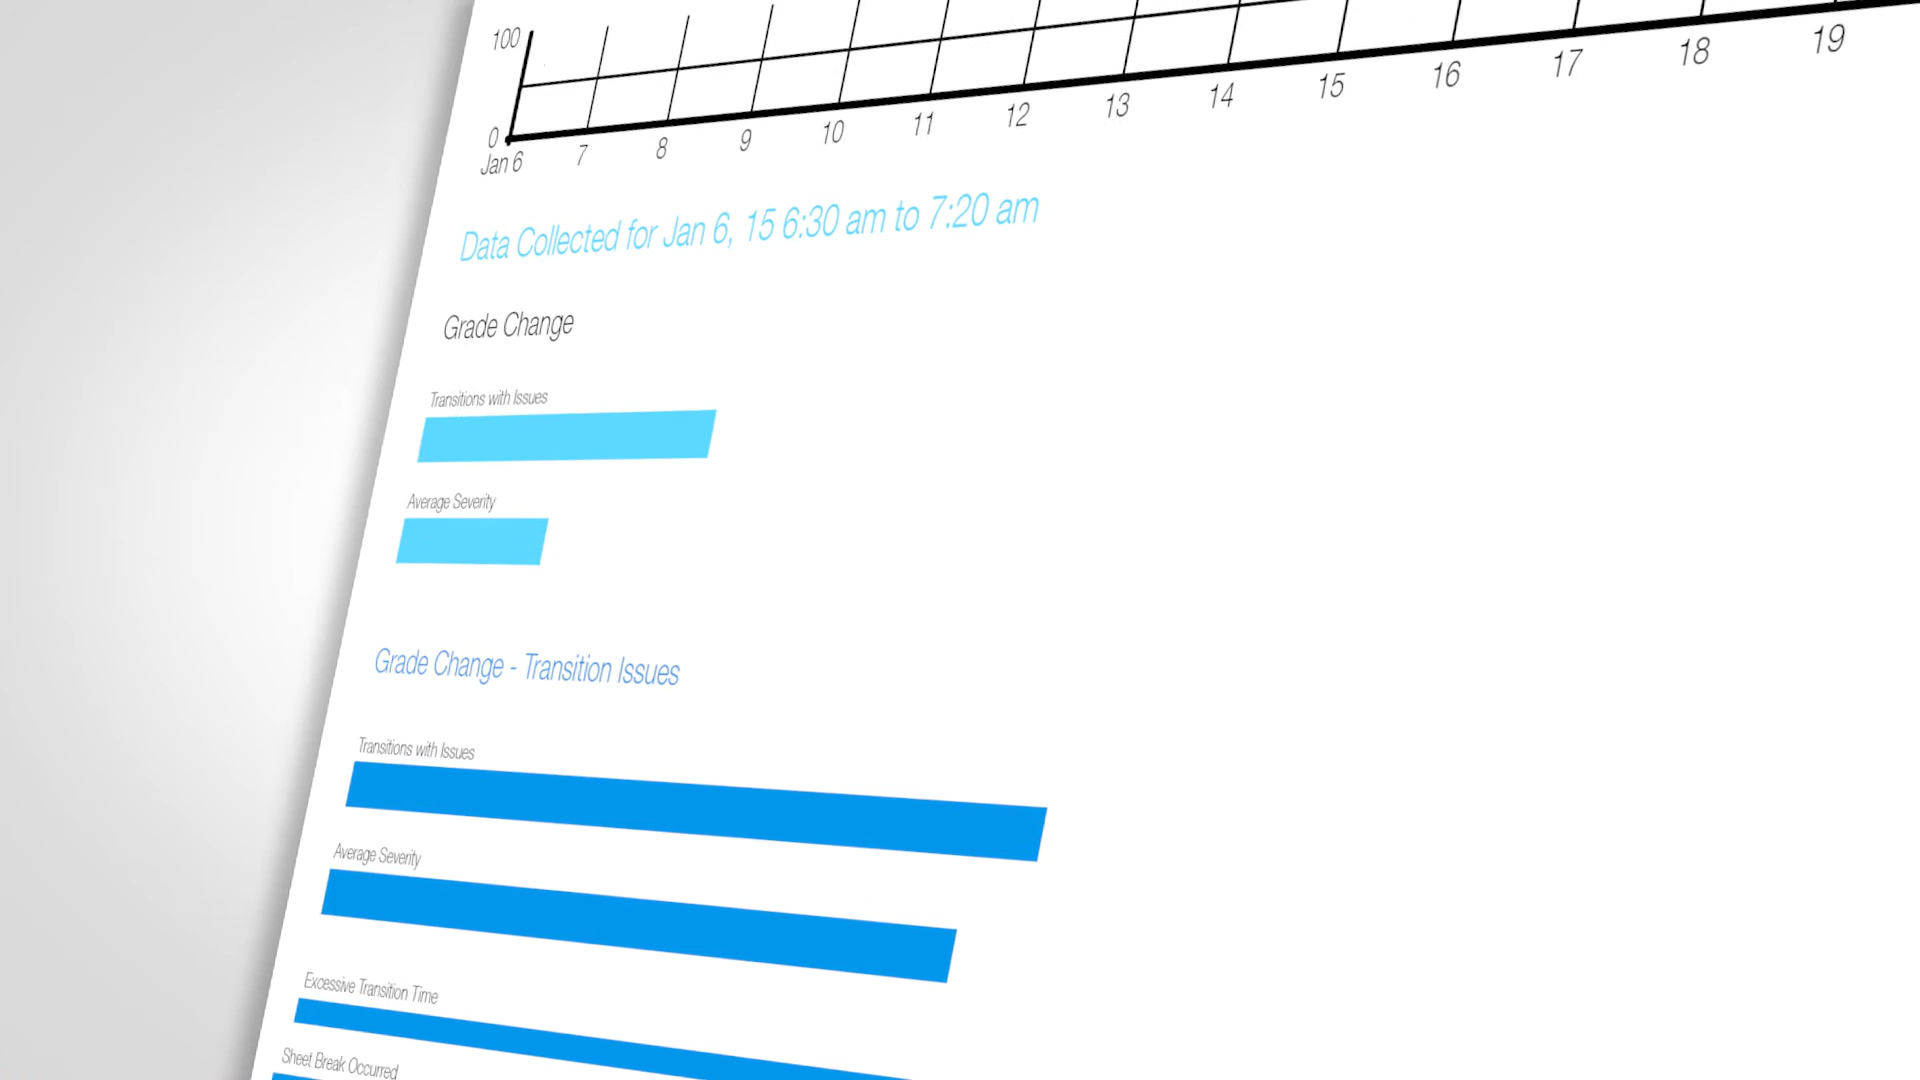 100
0
Jan 6 7 8 9 10 11 12 13 14 15 16 17 18 19
Data Collected for Jan 6, 15 6:30 am to 7:20 am
Grade Change
Transitions with Issues
Average Severity
Grade Change - Transition Issues
Transitions with Issues
Average Severity
Excessive Transition Time
Sheet Break Occurred